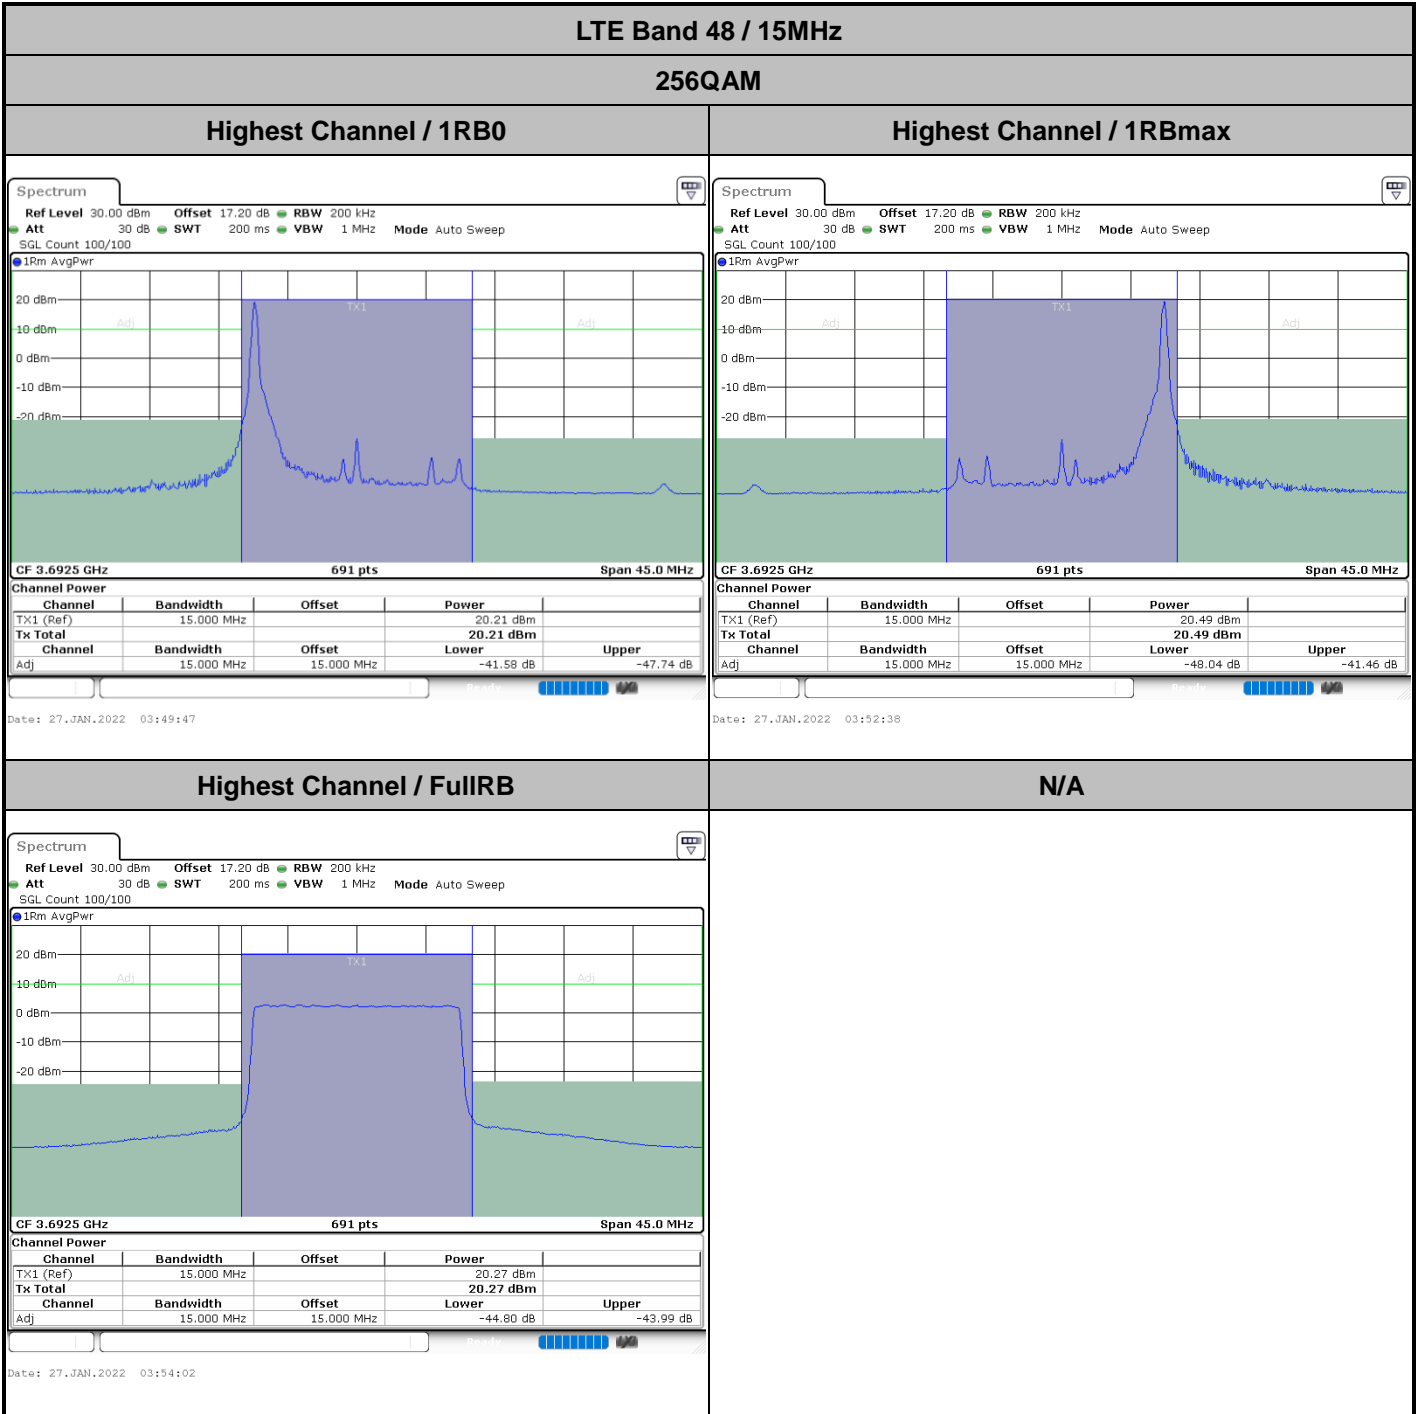 LTE Band 48 / 15MHz
256QAM
Highest Channel / 1RB0
Highest Channel / 1RBmax
Spectrum
Ref Level 30.00 dBm Offset 17.20 dB RBW 200 kHz
Att 30 dB SWT 200 ms VBW 1 MHz Mode Auto Sweep
SGL Count 100/100
1Rm AvgPwr
TX1
Adj
Adj
20 dBm
10 dBm
0 dBm
-10 dBm
-20 dBm
CF 3.6925 GHz 691 pts Span 45.0 MHz
Channel Power
Channel Bandwidth Offset Power
TX1 (Ref) 15.000 MHz 20.21 dBm
Tx Total 20.21 dBm
Channel Bandwidth Offset Lower Upper
Adj 15.000 MHz 15.000 MHz -41.58 dB -47.74 dB
Ready
Date: 27.JAN.2022 03:49:47
Spectrum
Ref Level 30.00 dBm Offset 17.20 dB RBW 200 kHz
Att 30 dB SWT 200 ms VBW 1 MHz Mode Auto Sweep
SGL Count 100/100
1Rm AvgPwr
TX1
Adj
Adj
20 dBm
10 dBm
0 dBm
-10 dBm
-20 dBm
CF 3.6925 GHz 691 pts Span 45.0 MHz
Channel Power
Channel Bandwidth Offset Power
TX1 (Ref) 15.000 MHz 20.49 dBm
Tx Total 20.49 dBm
Channel Bandwidth Offset Lower Upper
Adj 15.000 MHz 15.000 MHz -48.04 dB -41.46 dB
Ready
Date: 27.JAN.2022 03:52:38
Highest Channel / FullRB
N/A
Spectrum
Ref Level 30.00 dBm Offset 17.20 dB RBW 200 kHz
Att 30 dB SWT 200 ms VBW 1 MHz Mode Auto Sweep
SGL Count 100/100
1Rm AvgPwr
TX1
Adj
Adj
20 dBm
10 dBm
0 dBm
-10 dBm
-20 dBm
CF 3.6925 GHz 691 pts Span 45.0 MHz
Channel Power
Channel Bandwidth Offset Power
TX1 (Ref) 15.000 MHz 20.27 dBm
Tx Total 20.27 dBm
Channel Bandwidth Offset Lower Upper
Adj 15.000 MHz 15.000 MHz -44.80 dB -43.99 dB
Ready
Date: 27.JAN.2022 03:54:02